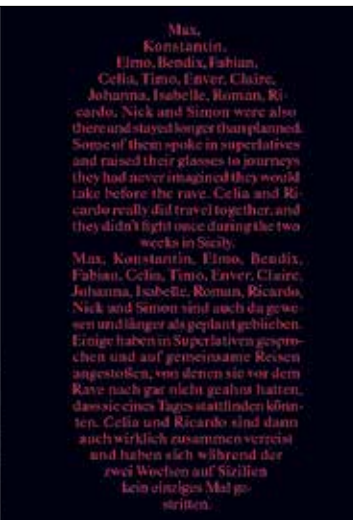 Max,
Konstantin,
Elmo, Bendix, Fabian,
Celia, Timo, Enver, Claire,
Johanna, Isabelle, Roman, Ri-
cardo, Nick and Simon were also
there and stayed longer than planned.
Some of them spoke in superlatives
and raised their glasses to journeys
they had never imagined they would
take before the rave. Celia and Ri-
cardo really did travel together, and
they didn't fight once during the two
weeks in Sicily.
Max, Konstantin, Elmo, Bendix,
Fabian, Celia, Timo, Enver, Claire,
Johanna, Isabelle, Roman, Ricardo,
Nick und Simon sind auch da gewe-
sen und länger als geplant geblieben.
Einige haben in Superlativen gespro-
chen und auf gemeinsame Reisen
angestoßen, von denen sie vor dem
Rave noch gar nicht geahnt hatten,
dass sie eines Tages stattfinden könn-
ten. Celia und Ricardo sind dann
auch wirklich zusammen verreist
und haben sich während der
zwei Wochen auf Sizilien
kein einziges Mal ge-
stritten.